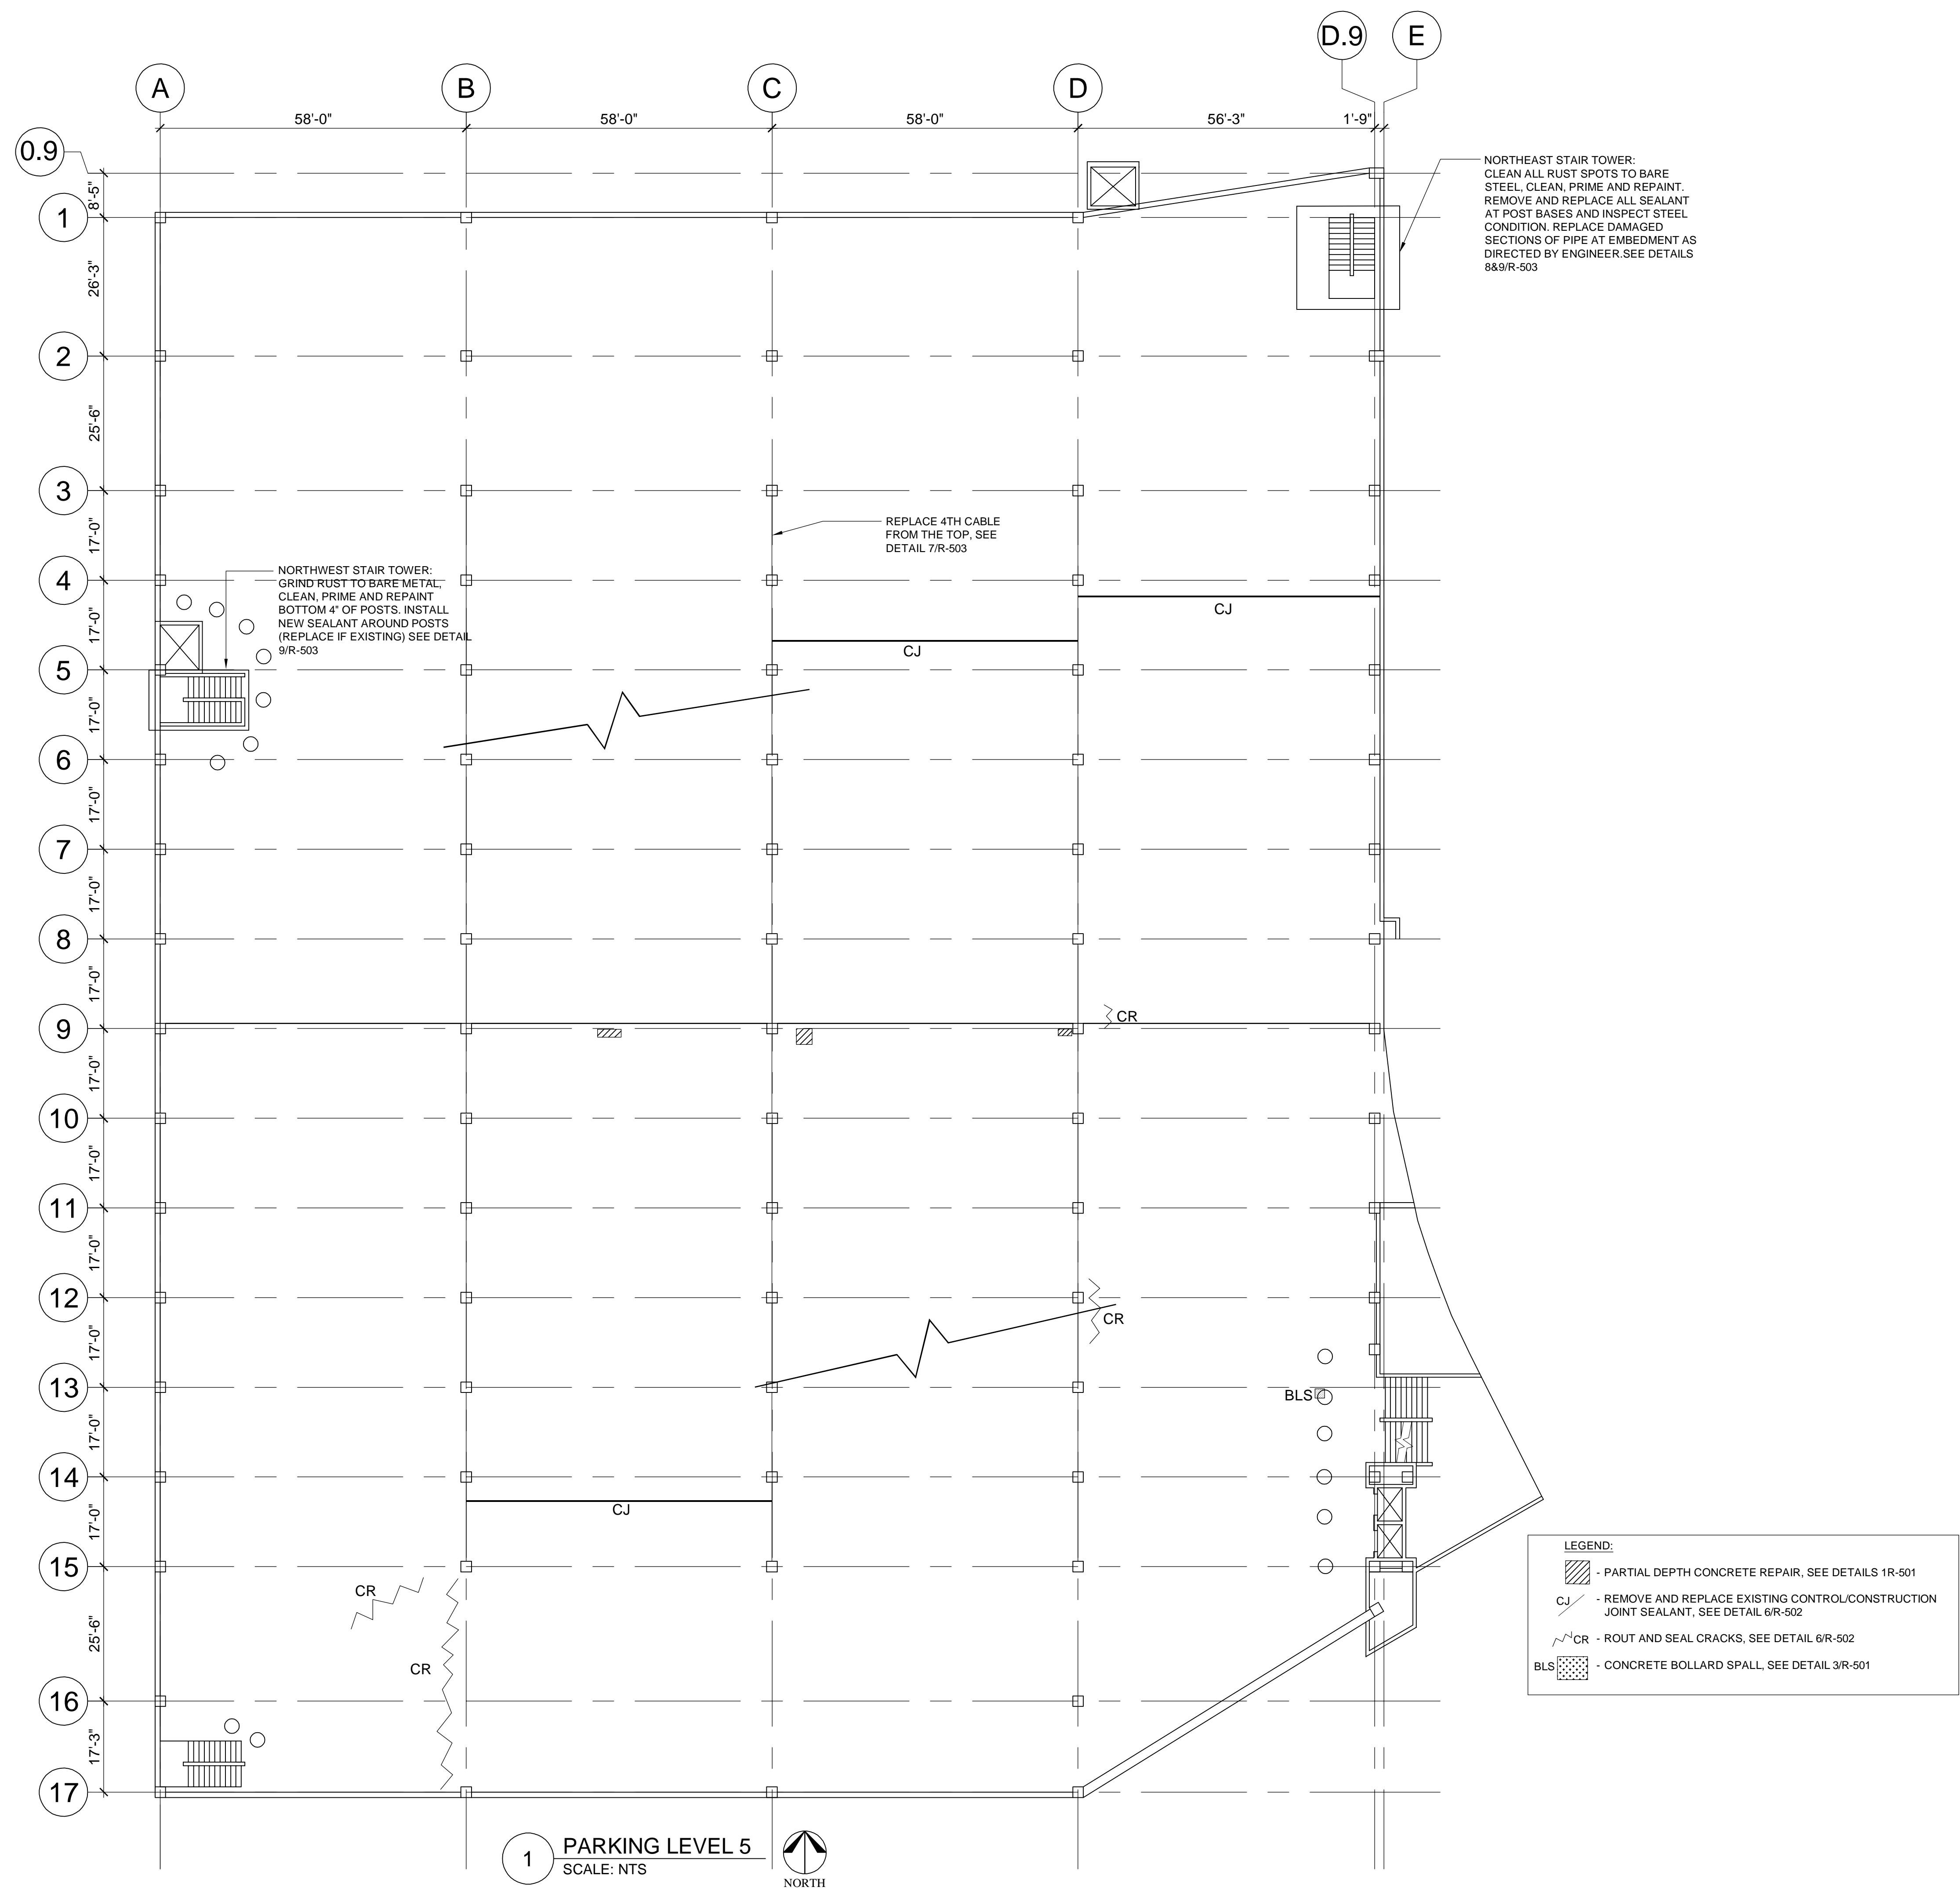 D.9
E
A
B
C
D
58'-0"
58'-0"
58'-0"
56'-3"
1'-9"
0.9
8'-5"
1
26'-3"
2
25'-6"
3
17'-0"
4
17'-0"
5
17'-0"
6
17'-0"
7
17'-0"
8
17'-0"
9
17'-0"
10
17'-0"
11
17'-0"
12
17'-0"
13
17'-0"
14
17'-0"
15
25'-6"
16
17'-3"
17
NORTHEAST STAIR TOWER:
CLEAN ALL RUST SPOTS TO BARE
STEEL, CLEAN, PRIME AND REPAINT.
REMOVE AND REPLACE ALL SEALANT
AT POST BASES AND INSPECT STEEL
CONDITION. REPLACE DAMAGED
SECTIONS OF PIPE AT EMBEDMENT AS
DIRECTED BY ENGINEER.SEE DETAILS
8&9/R-503
REPLACE 4TH CABLE
FROM THE TOP, SEE
DETAIL 7/R-503
NORTHWEST STAIR TOWER:
GRIND RUST TO BARE METAL,
CLEAN, PRIME AND REPAINT
BOTTOM 4" OF POSTS. INSTALL
NEW SEALANT AROUND POSTS
(REPLACE IF EXISTING) SEE DETAIL
9/R-503
CJ
CJ
CR
CR
BLS
CJ
CR
CR
LEGEND:
- PARTIAL DEPTH CONCRETE REPAIR, SEE DETAILS 1R-501
CJ - REMOVE AND REPLACE EXISTING CONTROL/CONSTRUCTION
JOINT SEALANT, SEE DETAIL 6/R-502
CR - ROUT AND SEAL CRACKS, SEE DETAIL 6/R-502
BLS - CONCRETE BOLLARD SPALL, SEE DETAIL 3/R-501
1
PARKING LEVEL 5
SCALE: NTS
NORTH